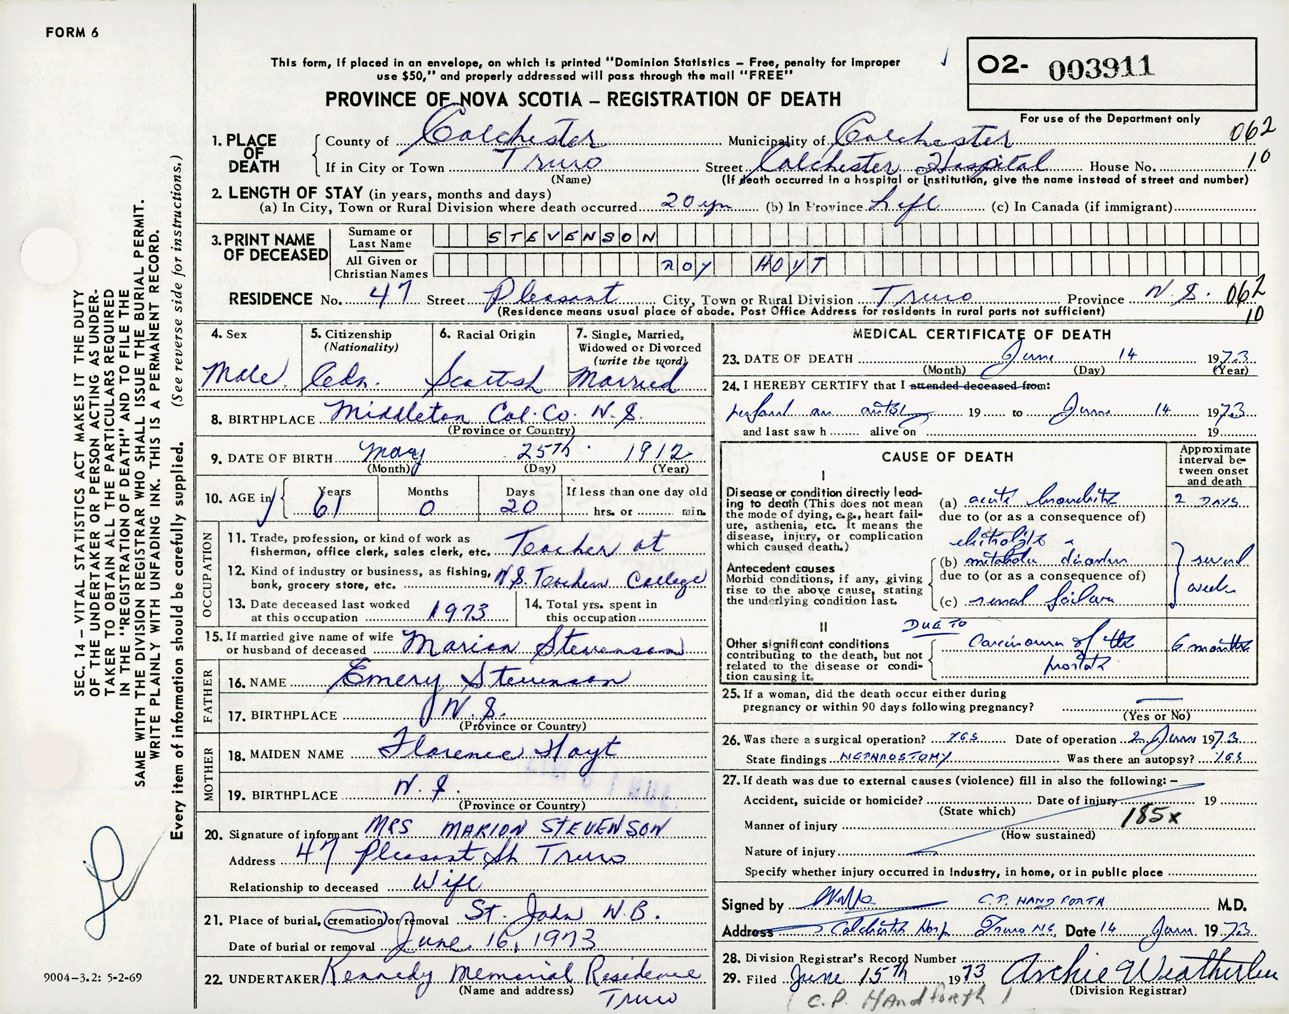 FORM 6
This form, if placed in an envelope, on which is printed "Dominion Statistics – Free, penalty for improper
use $50," and properly addressed will pass through the mail "FREE"
PROVINCE OF NOVA SCOTIA – REGISTRATION OF DEATH
O2- 003911
For use of the Department only
062
10
1. PLACE OF DEATH
County of Colchester Municipality of Colchester
If in City or Town Truro Street Colchester Hospital House No.
(Name) (If death occurred in a hospital or institution, give the name instead of street and number)
2. LENGTH OF STAY (in years, months and days)
(a) In City, Town or Rural Division where death occurred 20 yrs (b) In Province Life (c) In Canada (if immigrant)
3. PRINT NAME OF DECEASED
Surname or Last Name STEVENSON
All Given or Christian Names ROY HOYT
RESIDENCE No. 47 Street Pleasant City, Town or Rural Division Truro Province N.S. 062
(Residence means usual place of abode. Post Office Address for residents in rural parts not sufficient) 10
4. Sex
Male
5. Citizenship
(Nationality)
Cdn.
6. Racial Origin
Scottish
7. Single, Married,
Widowed or Divorced
(write the word)
Married
8. BIRTHPLACE Middleton Col. Co. N.S.
(Province or Country)
9. DATE OF BIRTH May 25th 1912
(Month) (Day) (Year)
10. AGE in
Years 61
Months 0
Days 20
If less than one day old
hrs. or min.
OCCUPATION
11. Trade, profession, or kind of work as
fisherman, office clerk, sales clerk, etc. Teacher at
12. Kind of industry or business, as fishing,
bank, grocery store, etc. N.S. Teachers College
13. Date deceased last worked
at this occupation 1973
14. Total yrs. spent in
this occupation
15. If married give name of wife
or husband of deceased Marion Stevenson
FATHER
16. NAME Emery Stevenson
17. BIRTHPLACE N.S.
(Province or Country)
MOTHER
18. MAIDEN NAME Florence Hoyt
19. BIRTHPLACE N.S.
(Province or Country)
20. Signature of informant MRS MARION STEVENSON
Address 47 Pleasant St Truro
Relationship to deceased Wife
21. Place of burial, cremation or removal St. John N.B.
Date of burial or removal June 16, 1973
22. UNDERTAKER Kennedy Memorial Residence
(Name and address) Truro
MEDICAL CERTIFICATE OF DEATH
23. DATE OF DEATH June 14 1973
(Month) (Day) (Year)
24. I HEREBY CERTIFY that I attended deceased from:
19 to June 14 1973
and last saw h alive on 19
CAUSE OF DEATH
Approximate
interval be-
tween onset
and death
I
Disease or condition directly lead-
ing to death (This does not mean
the mode of dying, e.g., heart fail-
ure, asthenia, etc. It means the
disease, injury, or complication
which caused death.)
(a) acute bronchitis 2 DAYS
due to (or as a consequence of)
Antecedent causes
Morbid conditions, if any, giving
rise to the above cause, stating
the underlying condition last.
electrolyte &
(b) metabolic disorders
due to (or as a consequence of)
(c) renal failure
several
weeks
II
Other significant conditions
contributing to the death, but not
related to the disease or condi-
tion causing it.
DUE TO
Carcinoma of the
prostate
6 months
25. If a woman, did the death occur either during
pregnancy or within 90 days following pregnancy?
(Yes or No)
26. Was there a surgical operation? YES Date of operation 2 June 1973
State findings NEPHROSTOMY Was there an autopsy? YES
27. If death was due to external causes (violence) fill in also the following: –
Accident, suicide or homicide? Date of injury 19
(State which)
Manner of injury 185x
(How sustained)
Nature of injury
Specify whether injury occurred in industry, in home, or in public place
Signed by C.P. HANDFORTH M.D.
Address Colchester Hosp Truro NS. Date 14 June 1973
28. Division Registrar's Record Number
29. Filed June 15th 1973 Archie Weatherbee
(Division Registrar)
(C.P. Handforth)
SEC. 14 – VITAL STATISTICS ACT MAKES IT THE DUTY
OF THE UNDERTAKER OR PERSON ACTING AS UNDER-
TAKER TO OBTAIN ALL THE PARTICULARS REQUIRED
IN THE "REGISTRATION OF DEATH" AND TO FILE THE
SAME WITH THE DIVISION REGISTRAR WHO SHALL ISSUE THE BURIAL PERMIT.
WRITE PLAINLY WITH UNFADING INK. THIS IS A PERMANENT RECORD.
Every item of information should be carefully supplied. (See reverse side for instructions.)
9004-3.2: 5-2-69